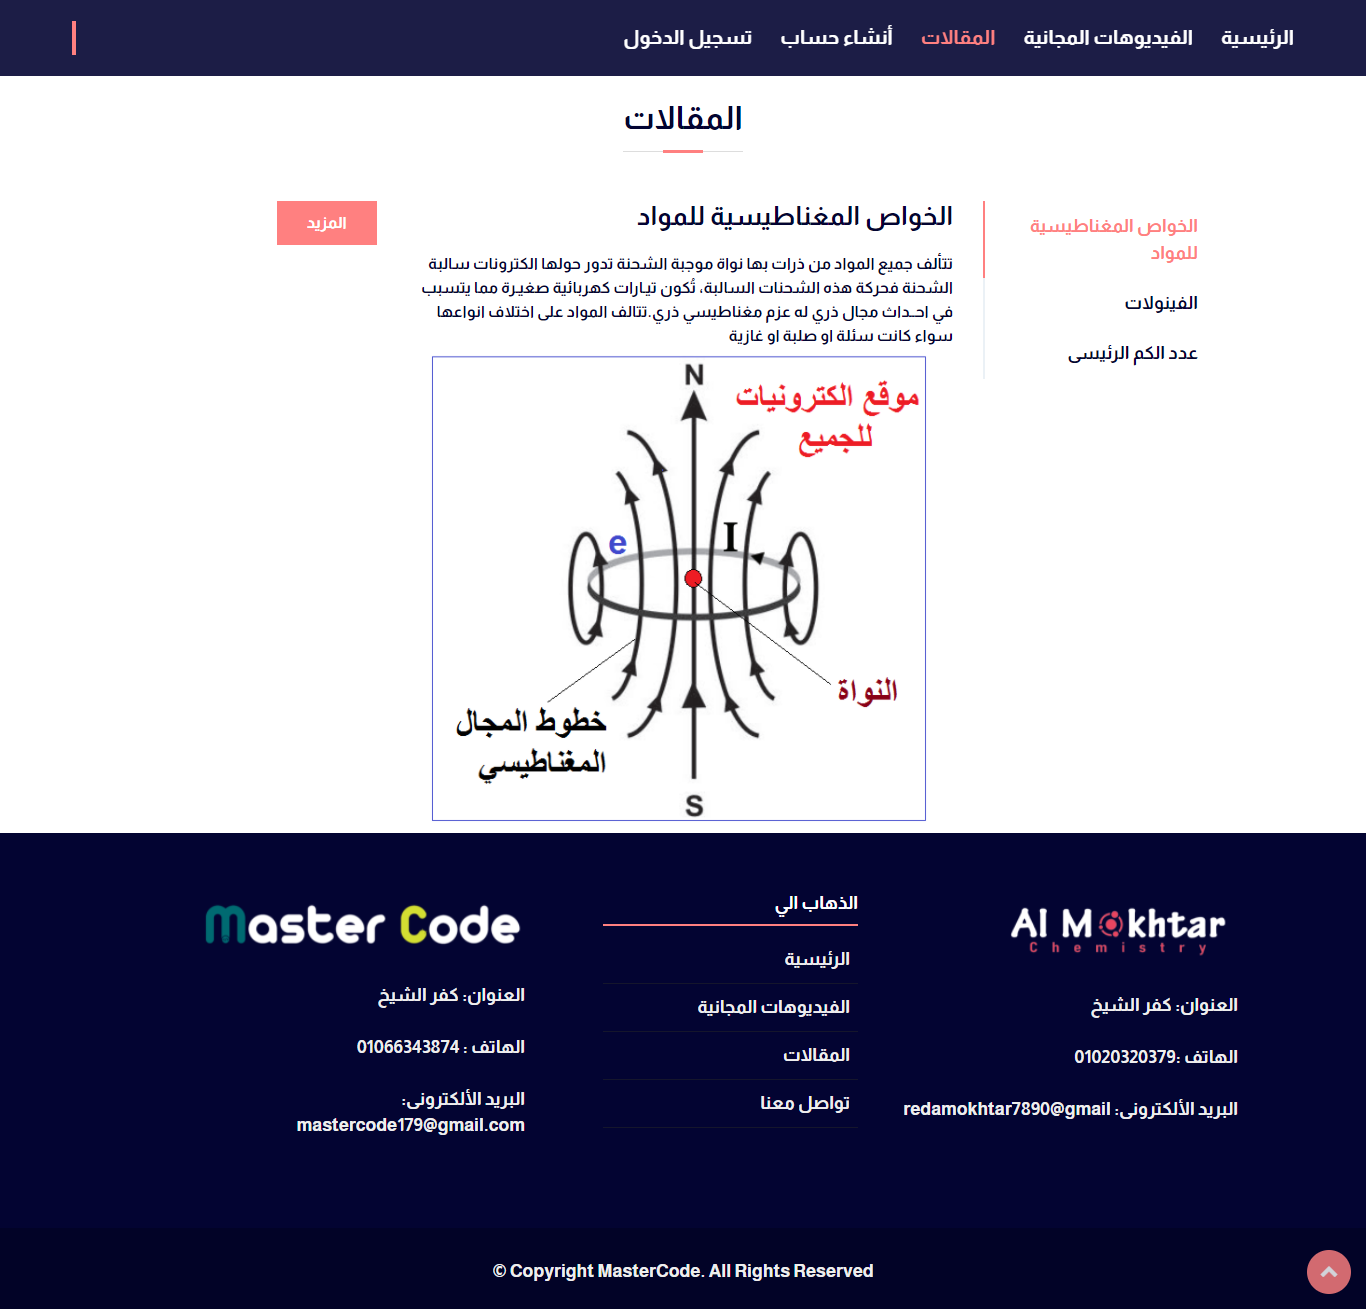 الرئيسية
الفيديوهات المجانية
المقالات
أنشاء حساب
تسجيل الدخول
المقالات
الخواص المغناطيسية
للمواد
الفينولات
عدد الكم الرئيسى
الخواص المغناطيسية للمواد
تتألف جميع المواد من ذرات بها نواة موجبة الشحنة تدور حولها الكترونات سالبة
الشحنة فحركة هذه الشحنات السالبة، تُكون تيـارات كهربائية صغيـرة مما يتسبب
في احـداث مجال ذري له عزم مغناطيسي ذري.تتالف المواد على اختلاف انواعها
سواء كانت سئلة او صلبة او غازية
المزيد
N
موقع الكترونيات
للجميع
e
I
النواة
خطوط المجال
المغناطيسي
S
Al Mokhtar
Chemistry
العنوان: كفر الشيخ
الهاتف :01020320379
البريد الألكترونى: redamokhtar7890@gmail
الذهاب الي
الرئيسية
الفيديوهات المجانية
المقالات
تواصل معنا
Master Code
العنوان: كفر الشيخ
الهاتف : 01066343874
البريد الألكترونى:
mastercode179@gmail.com
© Copyright MasterCode. All Rights Reserved